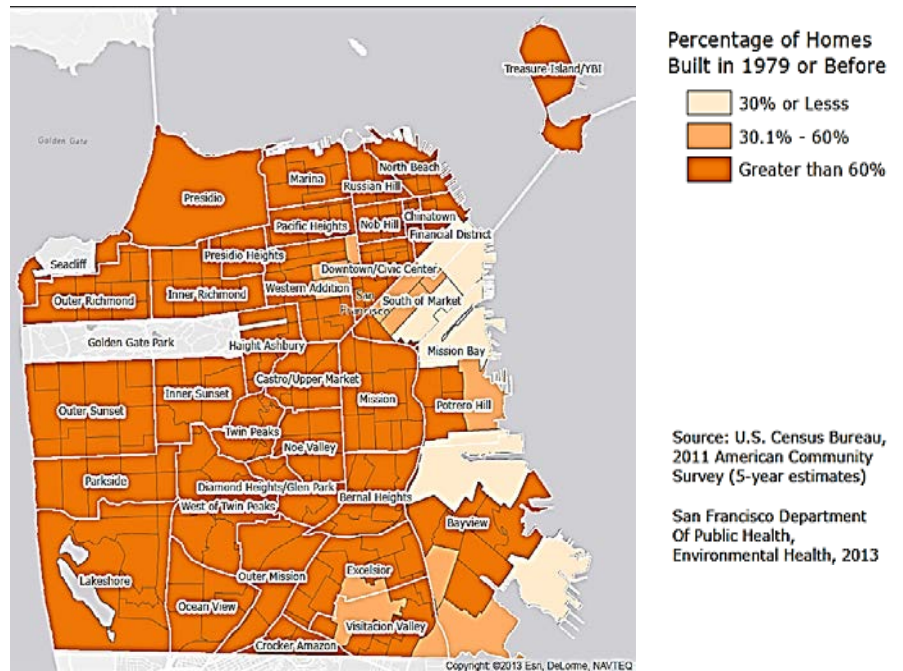 Percentage of Homes
Built in 1979 or Before
30% or Lesss
30.1% - 60%
Greater than 60%
Treasure Island/YBI
Golden Gate
North Beach
Marina
Russian Hill
Presidio
Chinatown
Pacific Heights
Nob Hill
Financial District
Presidio Heights
Seacliff
Downtown/Civic Center
Western Addition
Outer Richmond
Inner Richmond
San
Francisco
South of Market
Golden Gate Park
Haight Ashbury
Mission Bay
Castro/Upper Market
Inner Sunset
Mission
Potrero Hill
Outer Sunset
Twin Peaks
Noe Valley
Parkside
Diamond Heights/Glen Park
Bernal Heights
West of Twin Peaks
Bayview
Lakeshore
Outer Mission
Excelsior
Ocean View
Visitacion Valley
Crocker Amazon
Source: U.S. Census Bureau,
2011 American Community
Survey (5-year estimates)
San Francisco Department
Of Public Health,
Environmental Health, 2013
Copyright: ©2013 Esri, DeLorme, NAVTEQ